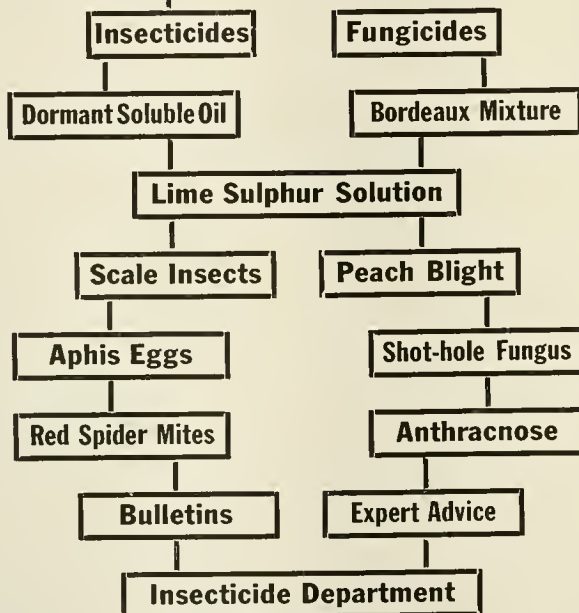 Insecticides
Fungicides
Dormant Soluble Oil
Bordeaux Mixture
Lime Sulphur Solution
Scale Insects
Peach Blight
Aphis Eggs
Shot-hole Fungus
Red Spider Mites
Anthracnose
Bulletins
Expert Advice
Insecticide Department